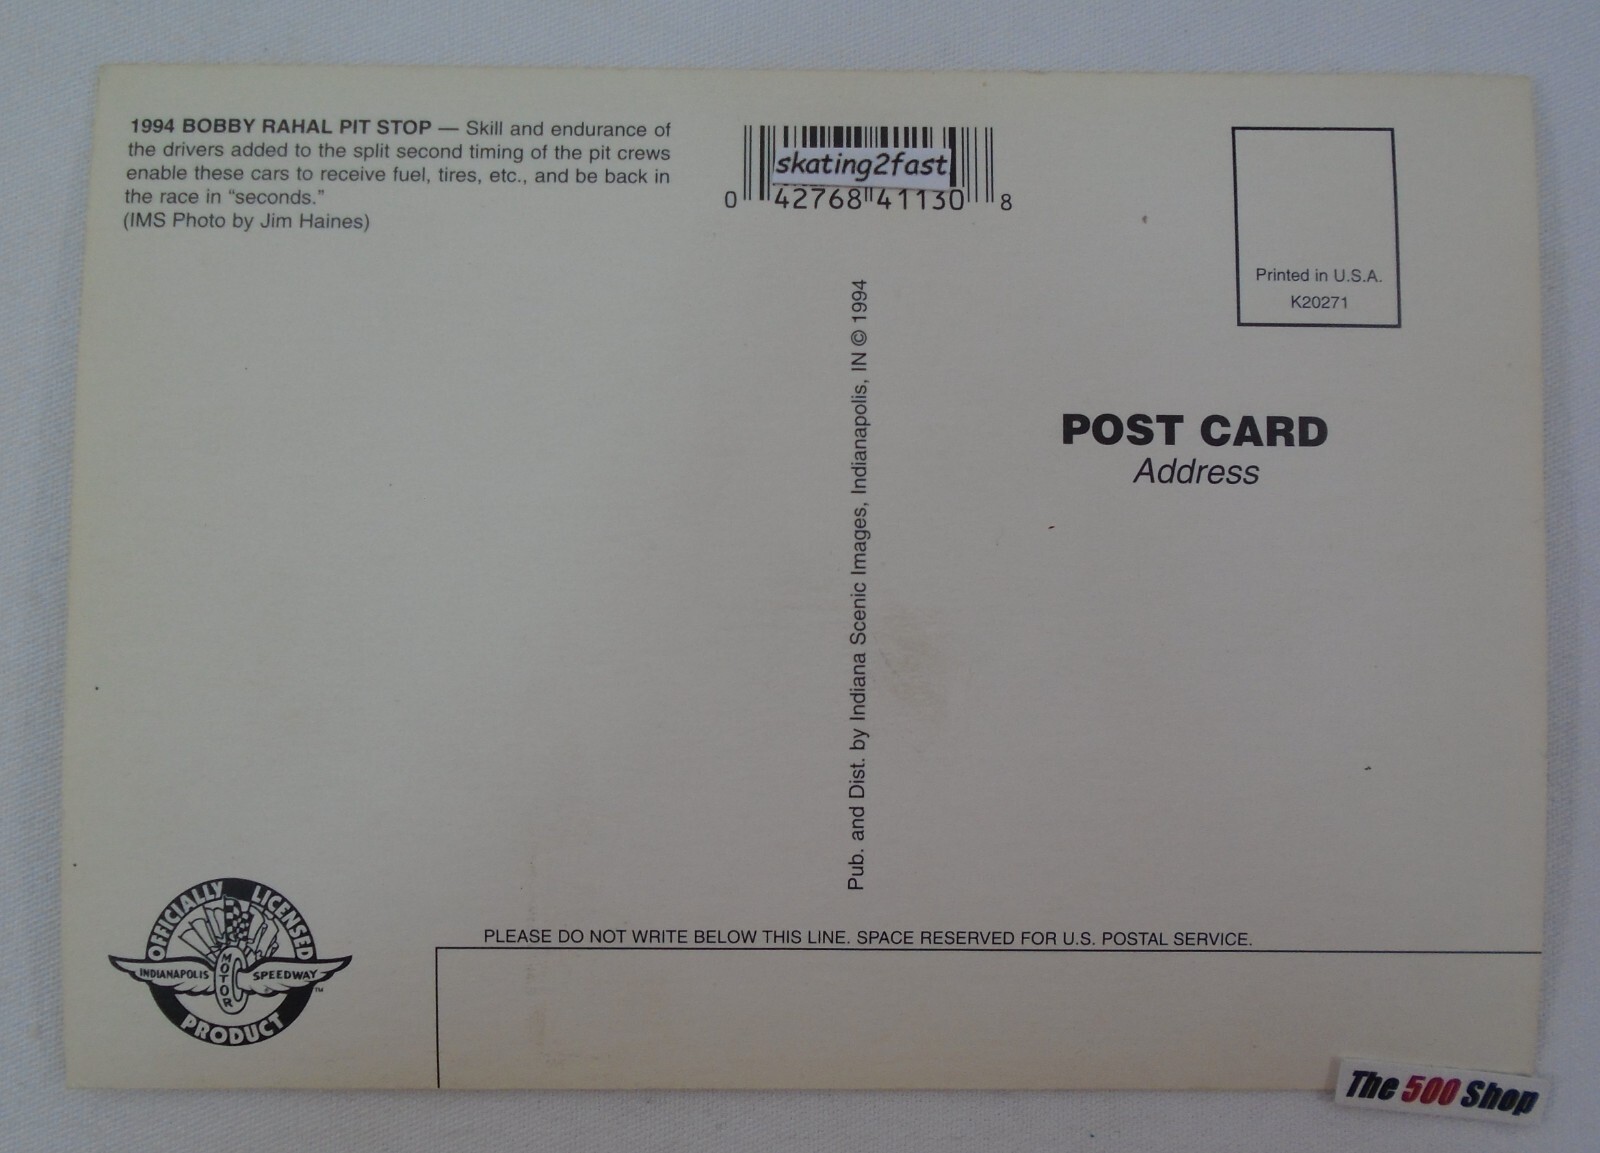 1994 BOBBY RAHAL PIT STOP — Skill and endurance of
the drivers added to the split second timing of the pit crews
enable these cars to receive fuel, tires, etc., and be back in
the race in “seconds.”
(IMS Photo by Jim Haines)
skating2fast
0 42768 41130 8
Printed in U.S.A.
K20271
POST CARD
Address
Pub. and Dist. by Indiana Scenic Images, Indianapolis, IN © 1994
OFFICIALLY LICENSED
INDIANAPOLIS MOTOR SPEEDWAY™
PRODUCT
PLEASE DO NOT WRITE BELOW THIS LINE. SPACE RESERVED FOR U.S. POSTAL SERVICE.
The 500 Shop